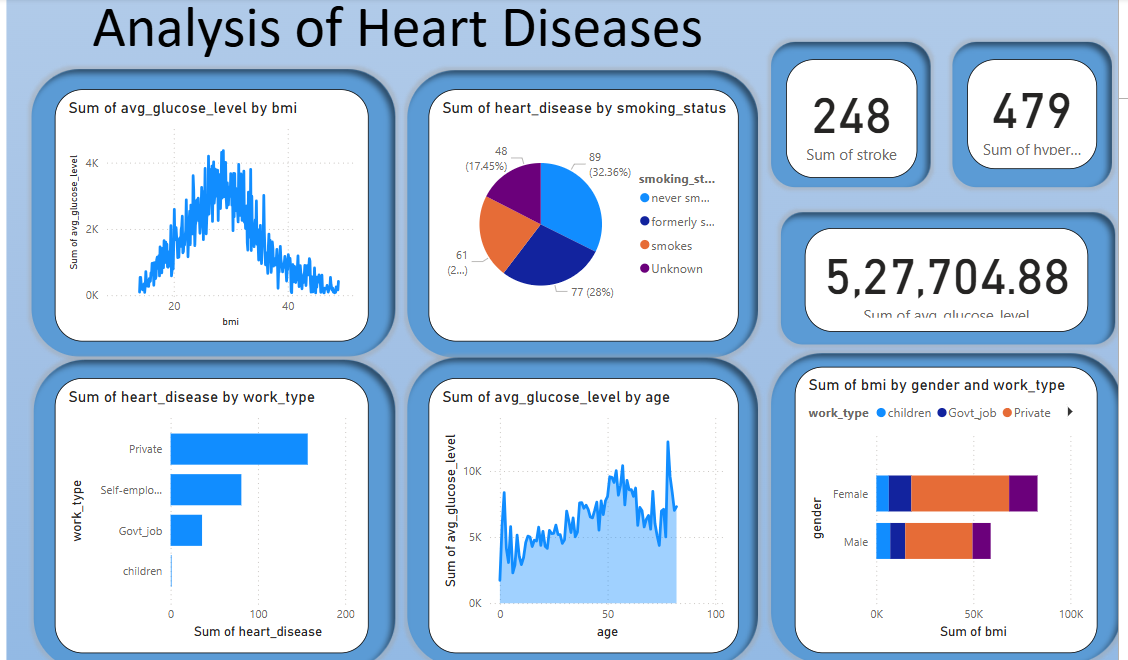 Analysis of Heart Diseases
Sum of avg_glucose_level by bmi
Sum of avg_glucose_level
4K
2K
0K
20
40
bmi
Sum of heart_disease by smoking_status
48
(17.45%)
89
(32.36%)
61
(2...)
77 (28%)
smoking_st...
never sm...
formerly s...
smokes
Unknown
248
Sum of stroke
479
Sum of hyper...
5,27,704.88
Sum of avg_glucose_level
Sum of heart_disease by work_type
work_type
Private
Self-emplo...
Govt_job
children
0
100
200
Sum of heart_disease
Sum of avg_glucose_level by age
Sum of avg_glucose_level
10K
5K
0K
0
50
100
age
Sum of bmi by gender and work_type
work_type children Govt_job Private
gender
Female
Male
0K
50K
100K
Sum of bmi